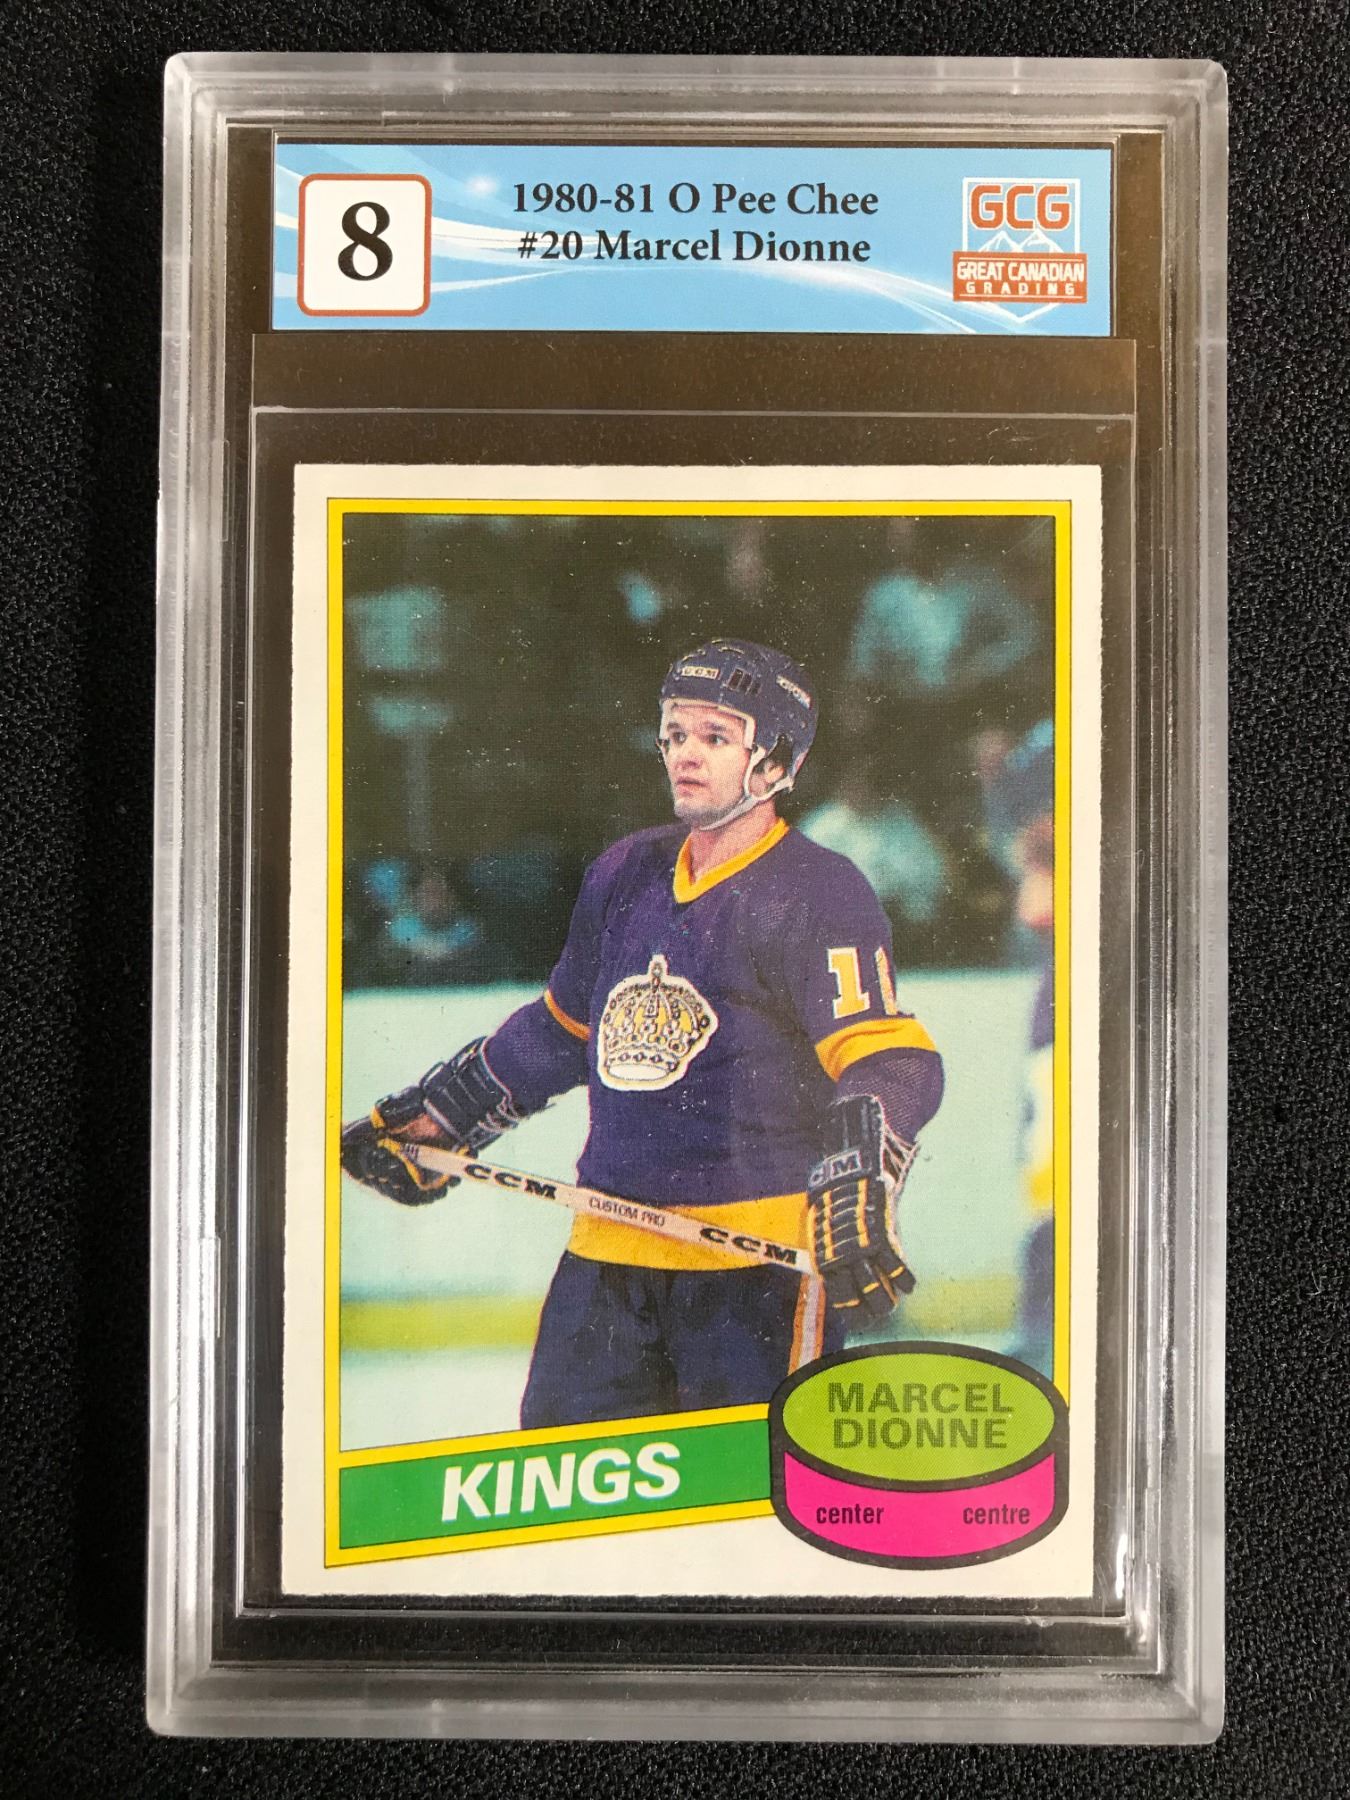 8
1980-81 O Pee Chee
#20 Marcel Dionne
GCG
GREAT CANADIAN
GRADING
CCM
CCM
CUSTOM PRO
CCM
CM
KINGS
MARCEL
DIONNE
center centre